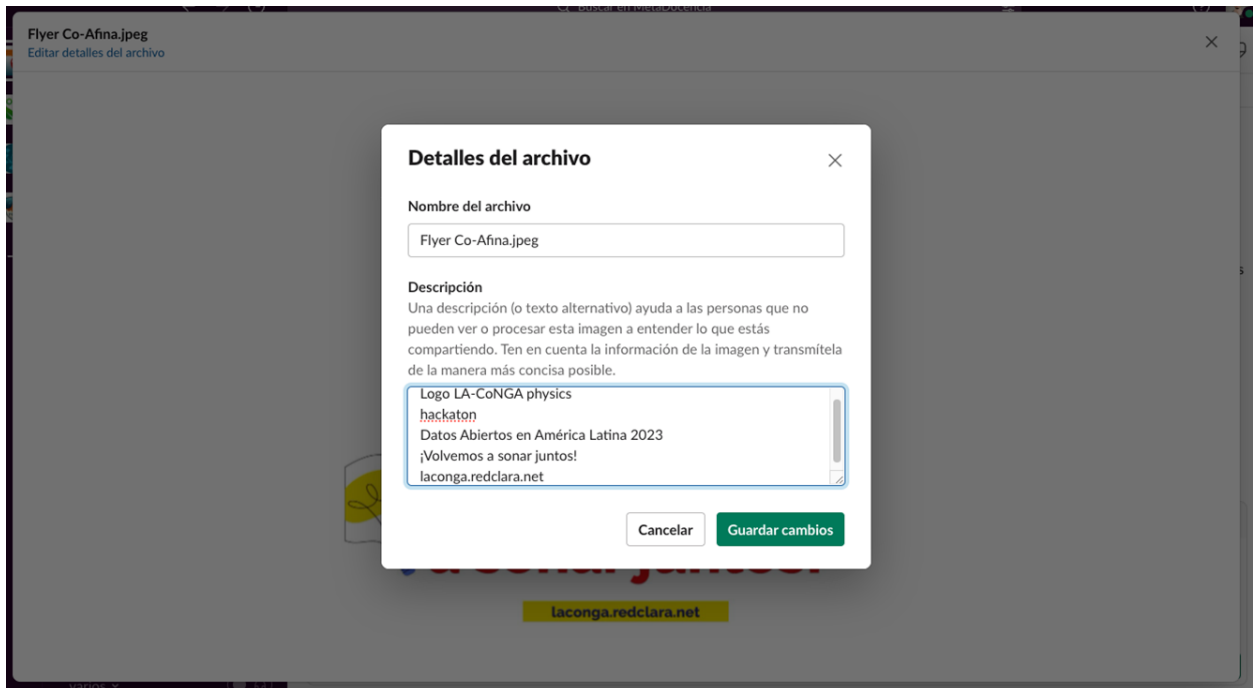 Buscar en MetaDocencia
Flyer Co-Afina.jpeg
Editar detalles del archivo
Detalles del archivo
Nombre del archivo
Flyer Co-Afina.jpeg
Descripción
Una descripción (o texto alternativo) ayuda a las personas que no
pueden ver o procesar esta imagen a entender lo que estás
compartiendo. Ten en cuenta la información de la imagen y transmítela
de la manera más concisa posible.
Logo LA-CoNGA physics
hackaton
Datos Abiertos en América Latina 2023
¡Volvemos a sonar juntos!
laconga.redclara.net
Cancelar
Guardar cambios
laconga.redclara.net
varios